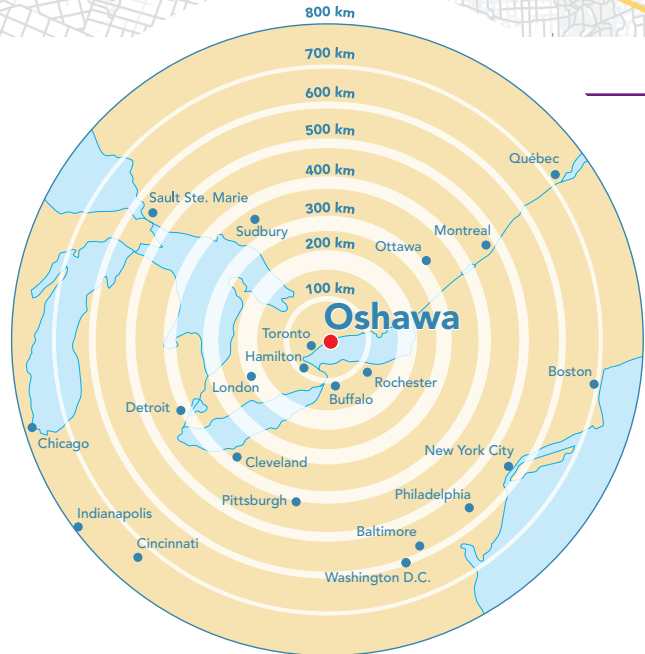 800 km
700 km
600 km
500 km
400 km
300 km
200 km
100 km
Québec
Sault Ste. Marie
Sudbury
Montreal
Ottawa
Oshawa
Toronto
Hamilton
London
Rochester
Buffalo
Boston
Detroit
Chicago
Cleveland
New York City
Pittsburgh
Philadelphia
Indianapolis
Baltimore
Cincinnati
Washington D.C.